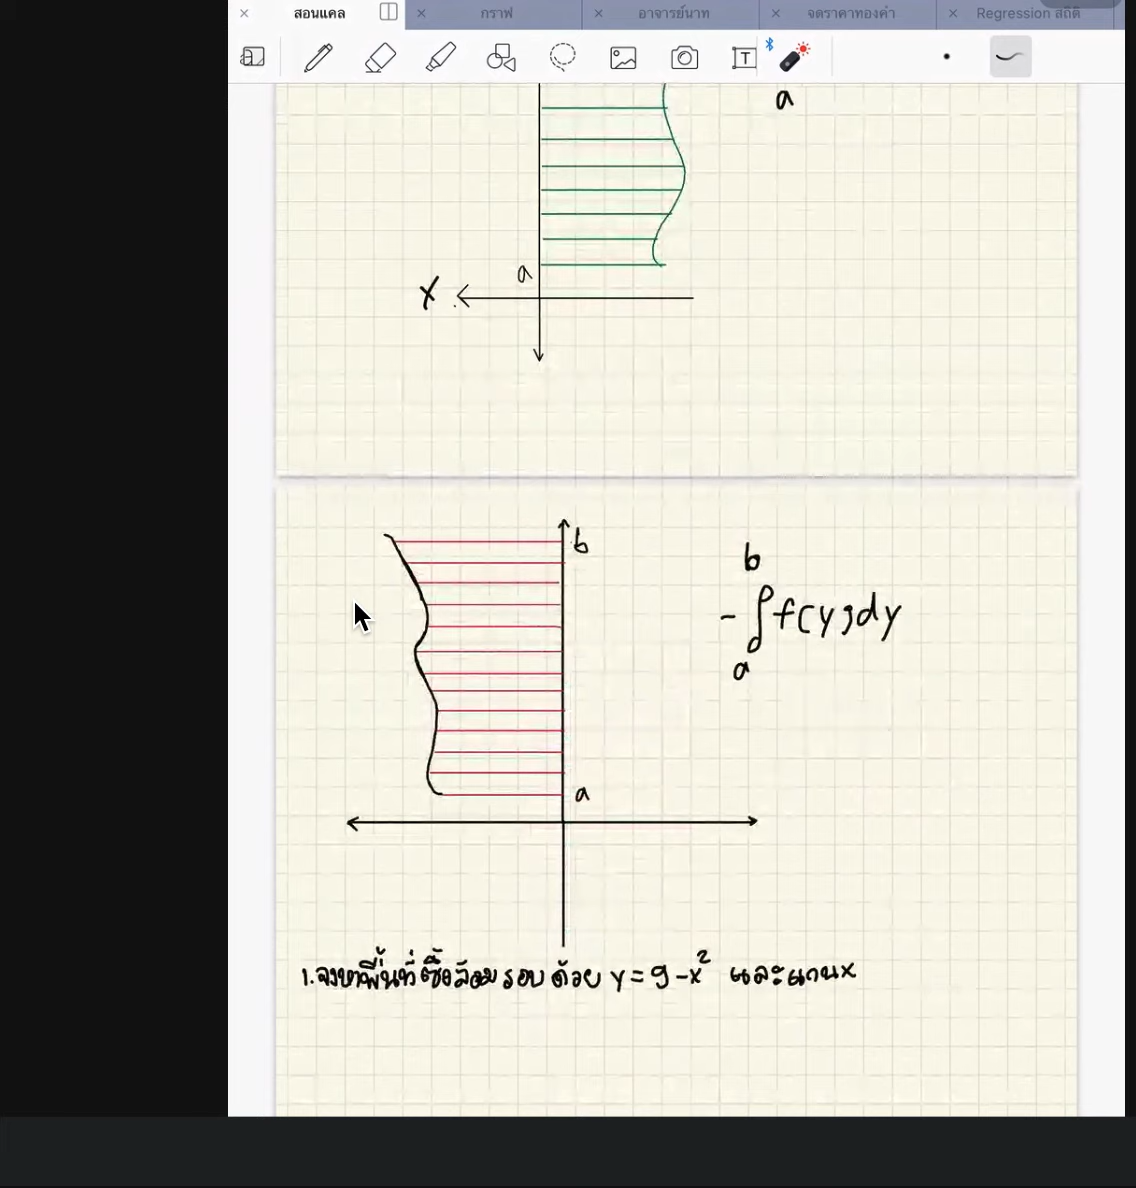 สอนแคล กราฟ อาจารย์นาท จดราคาทองคำ Regression สถิติ
T
a
a
X
b
b
- ∫ f(y)dy
a
a
1. จงหาพื้นที่ ซึ่งล้อมรอบ ด้วย y = 9 - x² และแกน x